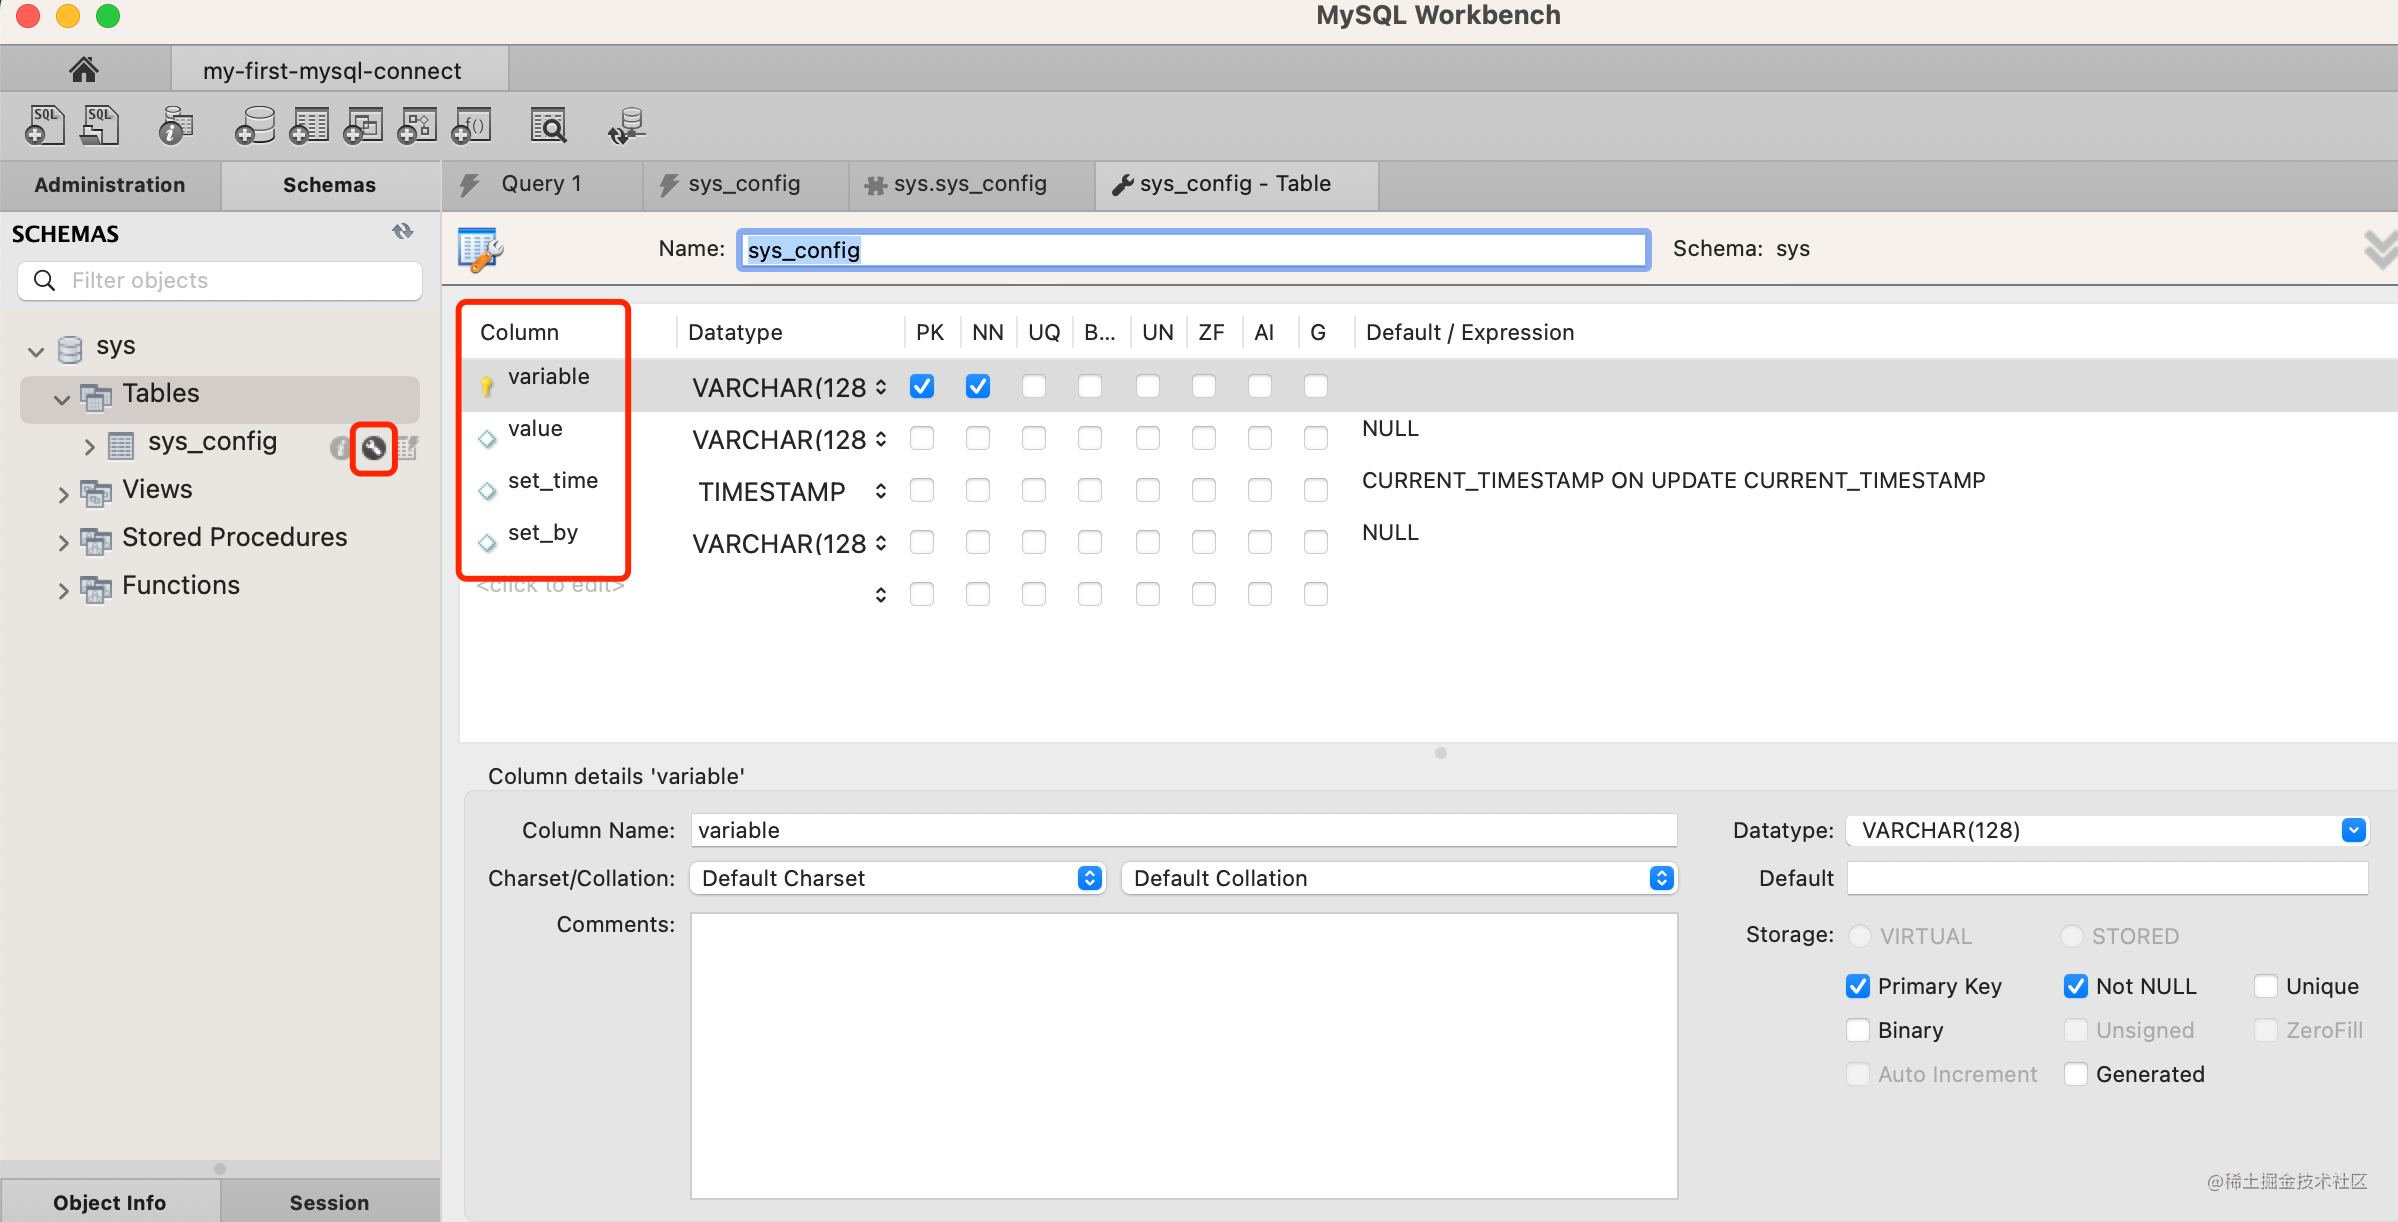 MySQL Workbench
my-first-mysql-connect
SQL SQL
Administration Schemas
Query 1 sys_config sys.sys_config sys_config - Table
SCHEMAS
Filter objects
sys
Tables
sys_config
Views
Stored Procedures
Functions
Object Info Session
Name: sys_config Schema: sys
Column Datatype PK NN UQ B... UN ZF AI G Default / Expression
variable VARCHAR(128
value VARCHAR(128 NULL
set_time TIMESTAMP CURRENT_TIMESTAMP ON UPDATE CURRENT_TIMESTAMP
set_by VARCHAR(128 NULL
<click to edit>
Column details 'variable'
Column Name: variable Datatype: VARCHAR(128)
Charset/Collation: Default Charset Default Collation Default
Comments: Storage: VIRTUAL STORED
Primary Key Not NULL Unique
Binary Unsigned ZeroFill
Auto Increment Generated
@稀土掘金技术社区